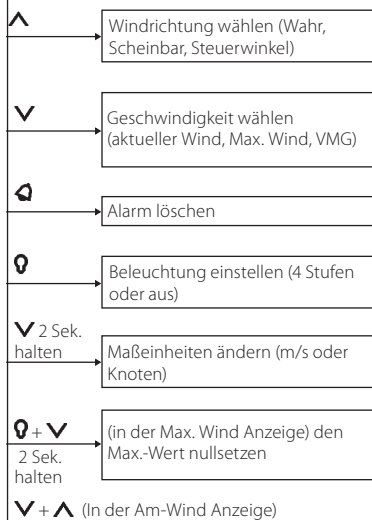 Windrichtung wählen (Wahr,
Scheinbar, Steuerwinkel)
Geschwindigkeit wählen
(aktueller Wind, Max. Wind, VMG)
Alarm löschen
Beleuchtung einstellen (4 Stufen
oder aus)
2 Sek.
halten
Maßeinheiten ändern (m/s oder
Knoten)
+
2 Sek.
halten
(in der Max. Wind Anzeige) den
Max.-Wert nullsetzen
+ (In der Am-Wind Anzeige)